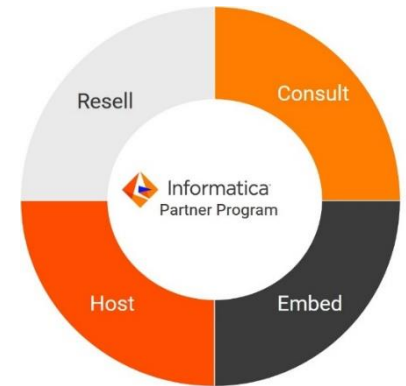 Resell
Consult
Informatica
Partner Program
Host
Embed